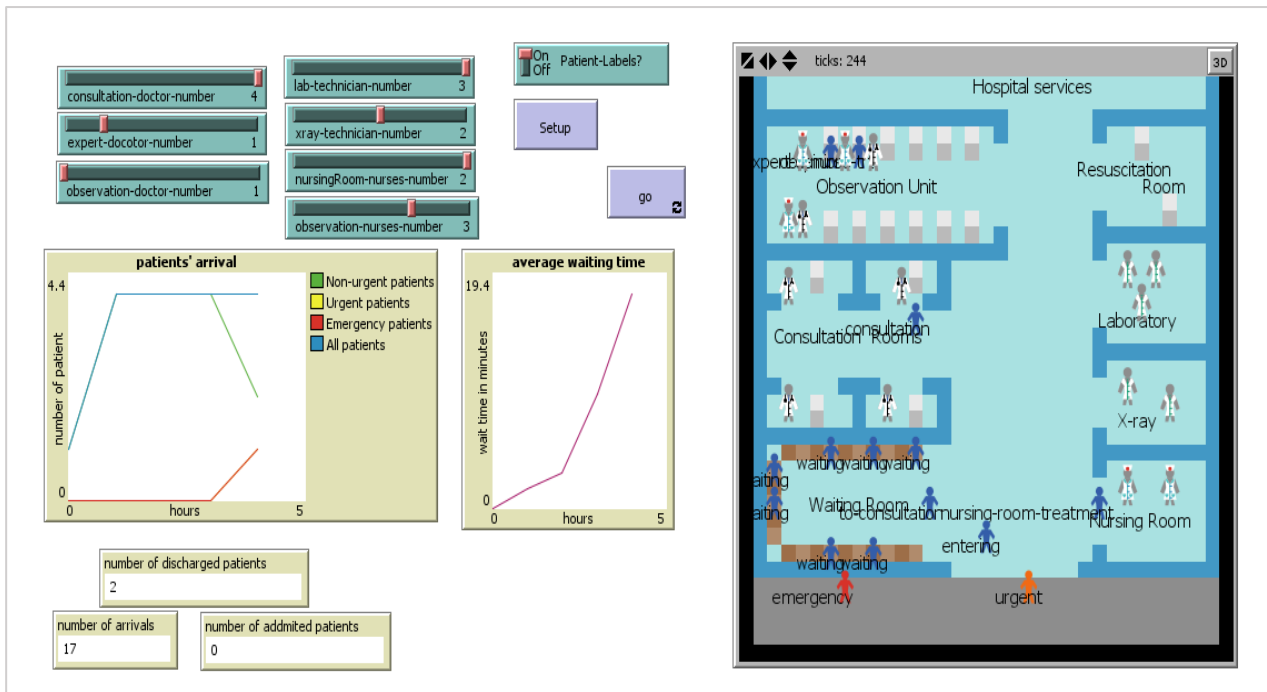 On
Off
Patient-Labels?
consultation-doctor-number 4
expert-docotor-number 1
observation-doctor-number 1
lab-technician-number 3
xray-technician-number 2
nursingRoom-nurses-number 2
observation-nurses-number 3
Setup
go
patients' arrival
4.4
number of patient
0
0
hours
5
Non-urgent patients
Urgent patients
Emergency patients
All patients
average waiting time
19.4
wait time in minutes
0
0
hours
5
number of discharged patients
2
number of arrivals
17
number of addmited patients
0
ticks: 244
3D
Hospital services
Observation Unit
Resuscitation
Room
consultation
Consultation Rooms
Laboratory
X-ray
waiting
waiting
waiting
waiting
Waiting Room
waiting
to-consultation
nursing-room-treatment
Nursing Room
entering
waiting
waiting
emergency
urgent